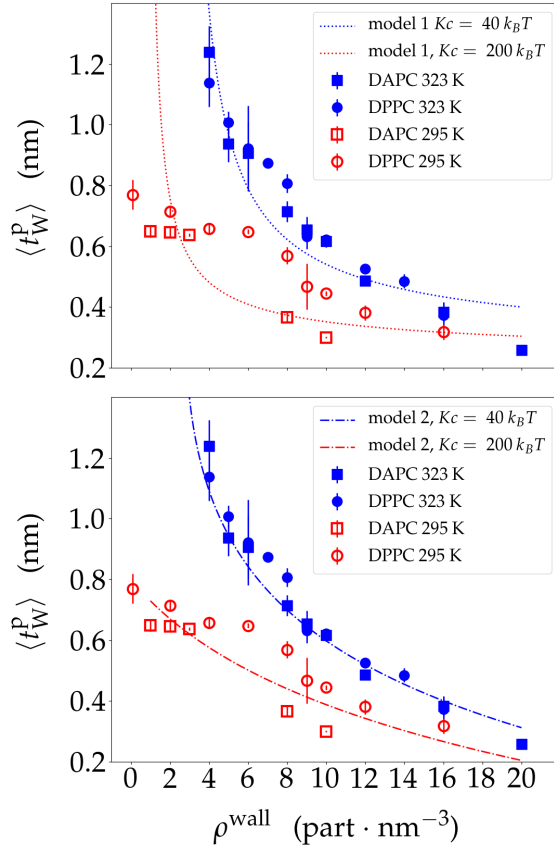 1.2
1.0
0.8
0.6
0.4
0.2
⟨t_W^p⟩ (nm)
model 1 Kc = 40 k_BT
model 1, Kc = 200 k_BT
DAPC 323 K
DPPC 323 K
DAPC 295 K
DPPC 295 K
1.2
1.0
0.8
0.6
0.4
0.2
⟨t_W^p⟩ (nm)
model 2, Kc = 40 k_BT
model 2, Kc = 200 k_BT
DAPC 323 K
DPPC 323 K
DAPC 295 K
DPPC 295 K
0 2 4 6 8 10 12 14 16 18 20
ρ^wall (part · nm^−3)